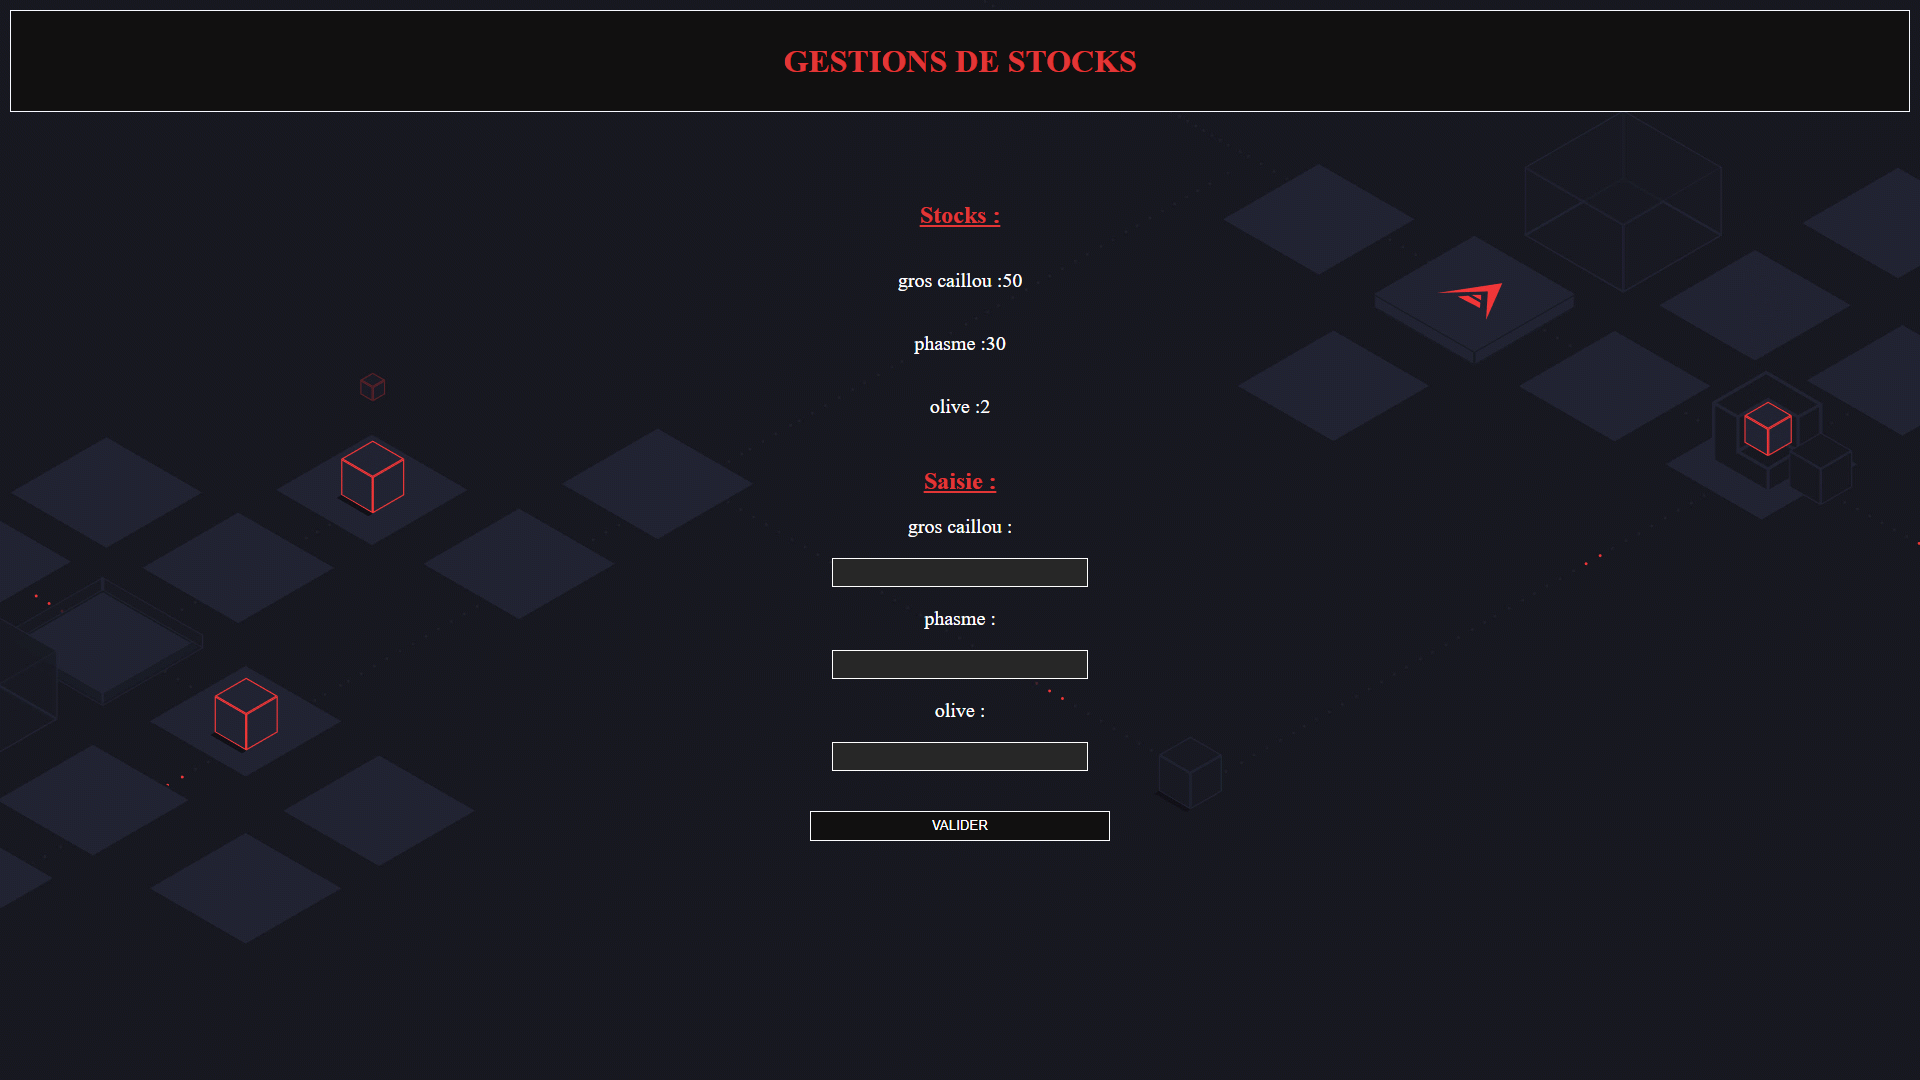 GESTIONS DE STOCKS
Stocks :
gros caillou :50
phasme :30
olive :2
Saisie :
gros caillou :
phasme :
olive :
VALIDER